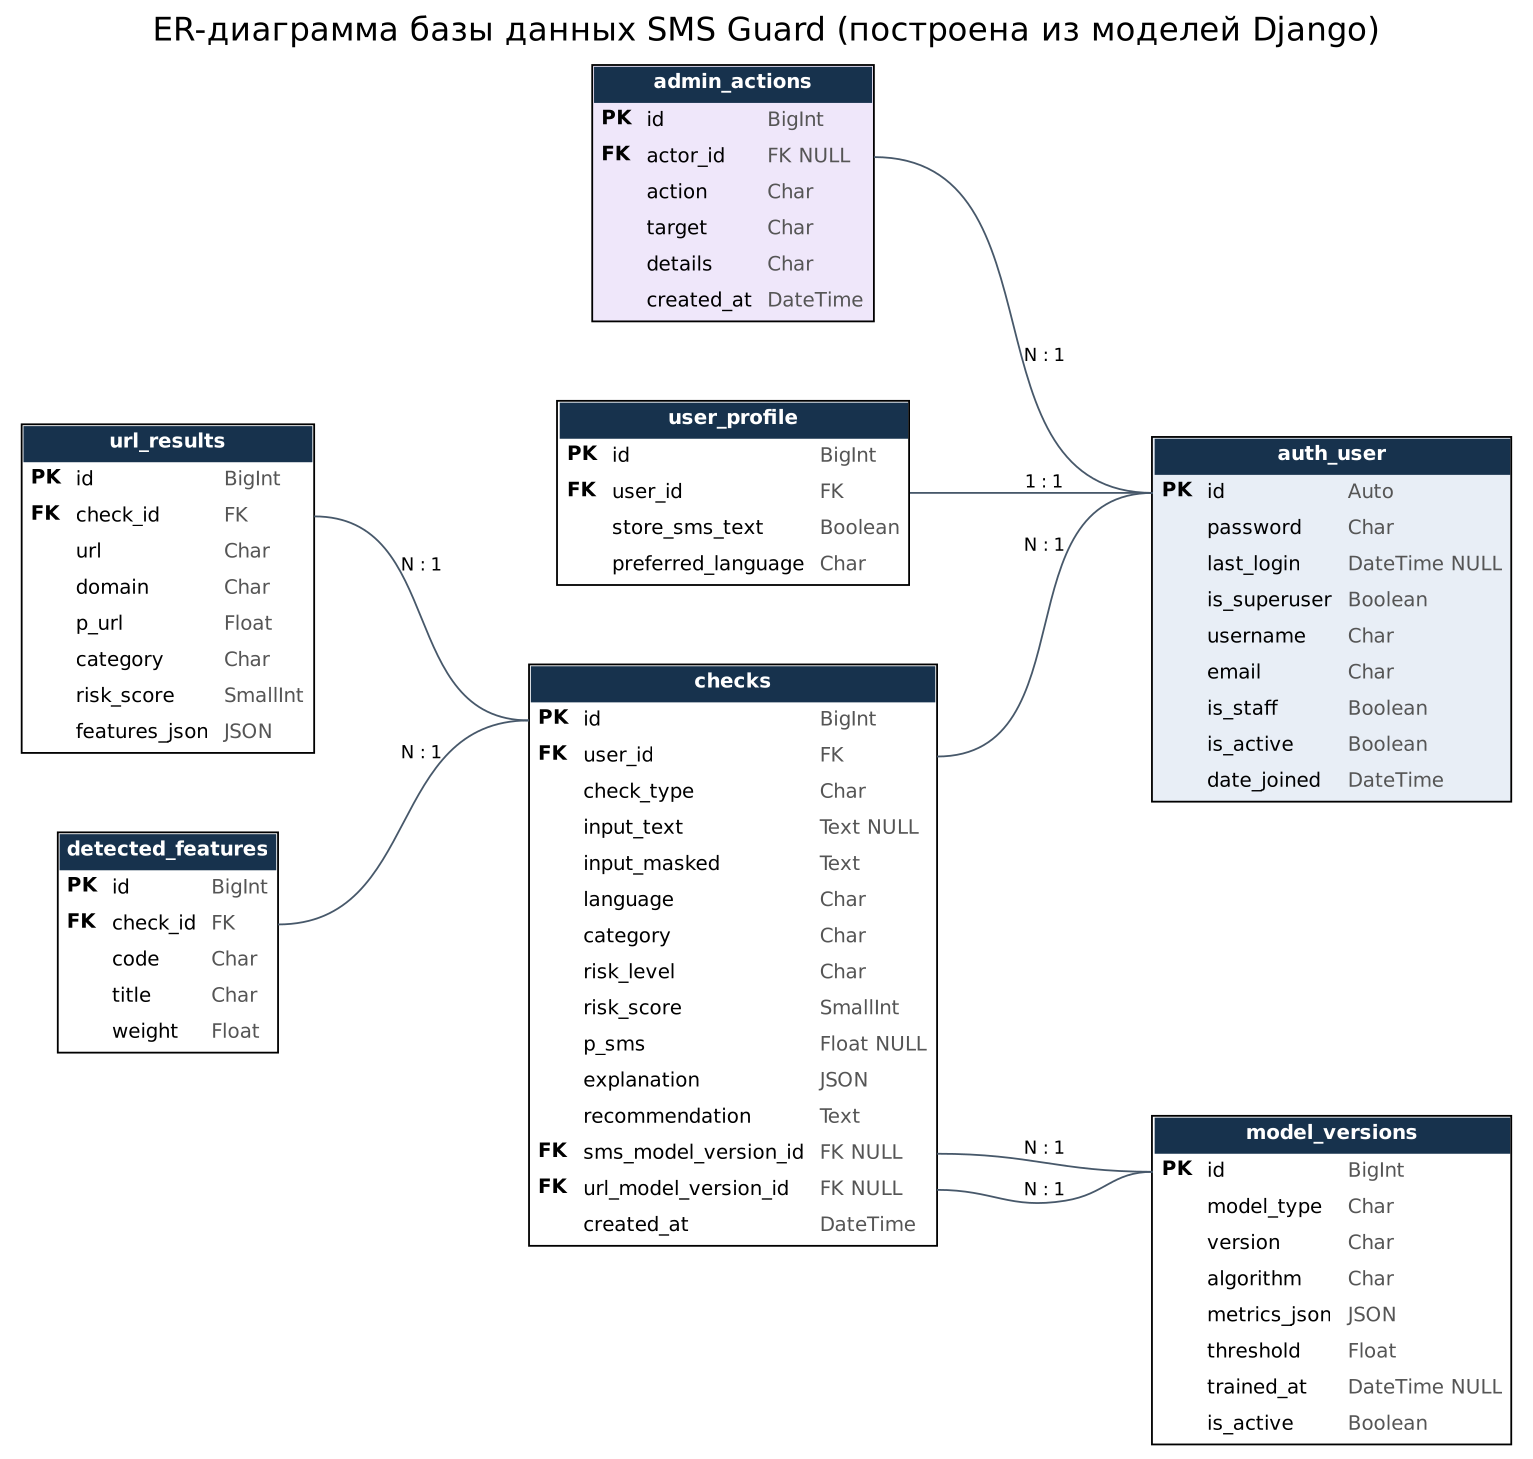 ER-диаграмма базы данных SMS Guard (построена из моделей Django)
admin_actions
PK id BigInt
FK actor_id FK NULL
action Char
target Char
details Char
created_at DateTime
N : 1
user_profile
PK id BigInt
FK user_id FK
store_sms_text Boolean
preferred_language Char
1 : 1
N : 1
url_results
PK id BigInt
FK check_id FK
url Char
domain Char
p_url Float
category Char
risk_score SmallInt
features_json JSON
N : 1
N : 1
auth_user
PK id Auto
password Char
last_login DateTime NULL
is_superuser Boolean
username Char
email Char
is_staff Boolean
is_active Boolean
date_joined DateTime
checks
PK id BigInt
FK user_id FK
check_type Char
input_text Text NULL
input_masked Text
language Char
category Char
risk_level Char
risk_score SmallInt
p_sms Float NULL
explanation JSON
recommendation Text
FK sms_model_version_id FK NULL
FK url_model_version_id FK NULL
created_at DateTime
detected_features
PK id BigInt
FK check_id FK
code Char
title Char
weight Float
N : 1
N : 1
model_versions
PK id BigInt
model_type Char
version Char
algorithm Char
metrics_json JSON
threshold Float
trained_at DateTime NULL
is_active Boolean